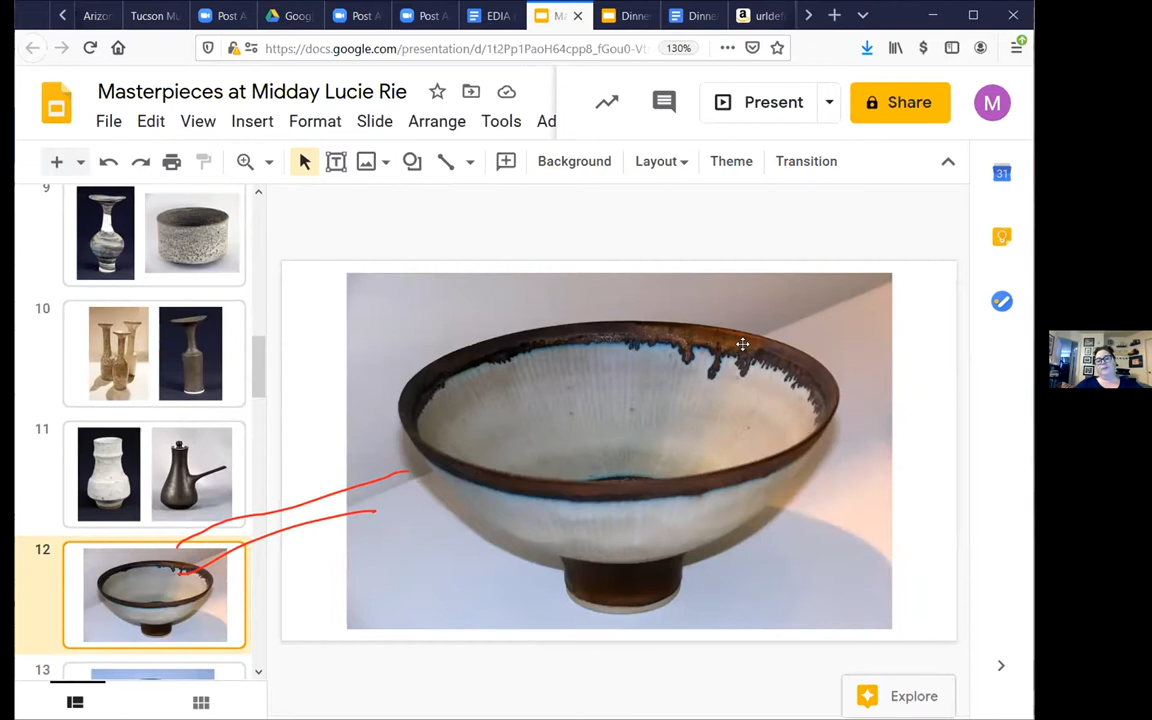 Arizon
Tucson Mu
Post A
Goog
Post A
Post A
EDIA
Ma
Dinne
Dinne
a urldef
https://docs.google.com/presentation/d/1t2Pp1PaoH64cpp8_fGou0-Vt
130%
Masterpieces at Midday Lucie Rie
Present
Share
M
File Edit View Insert Format Slide Arrange Tools Ad
Background Layout Theme Transition
31
9
10
11
12
13
Explore